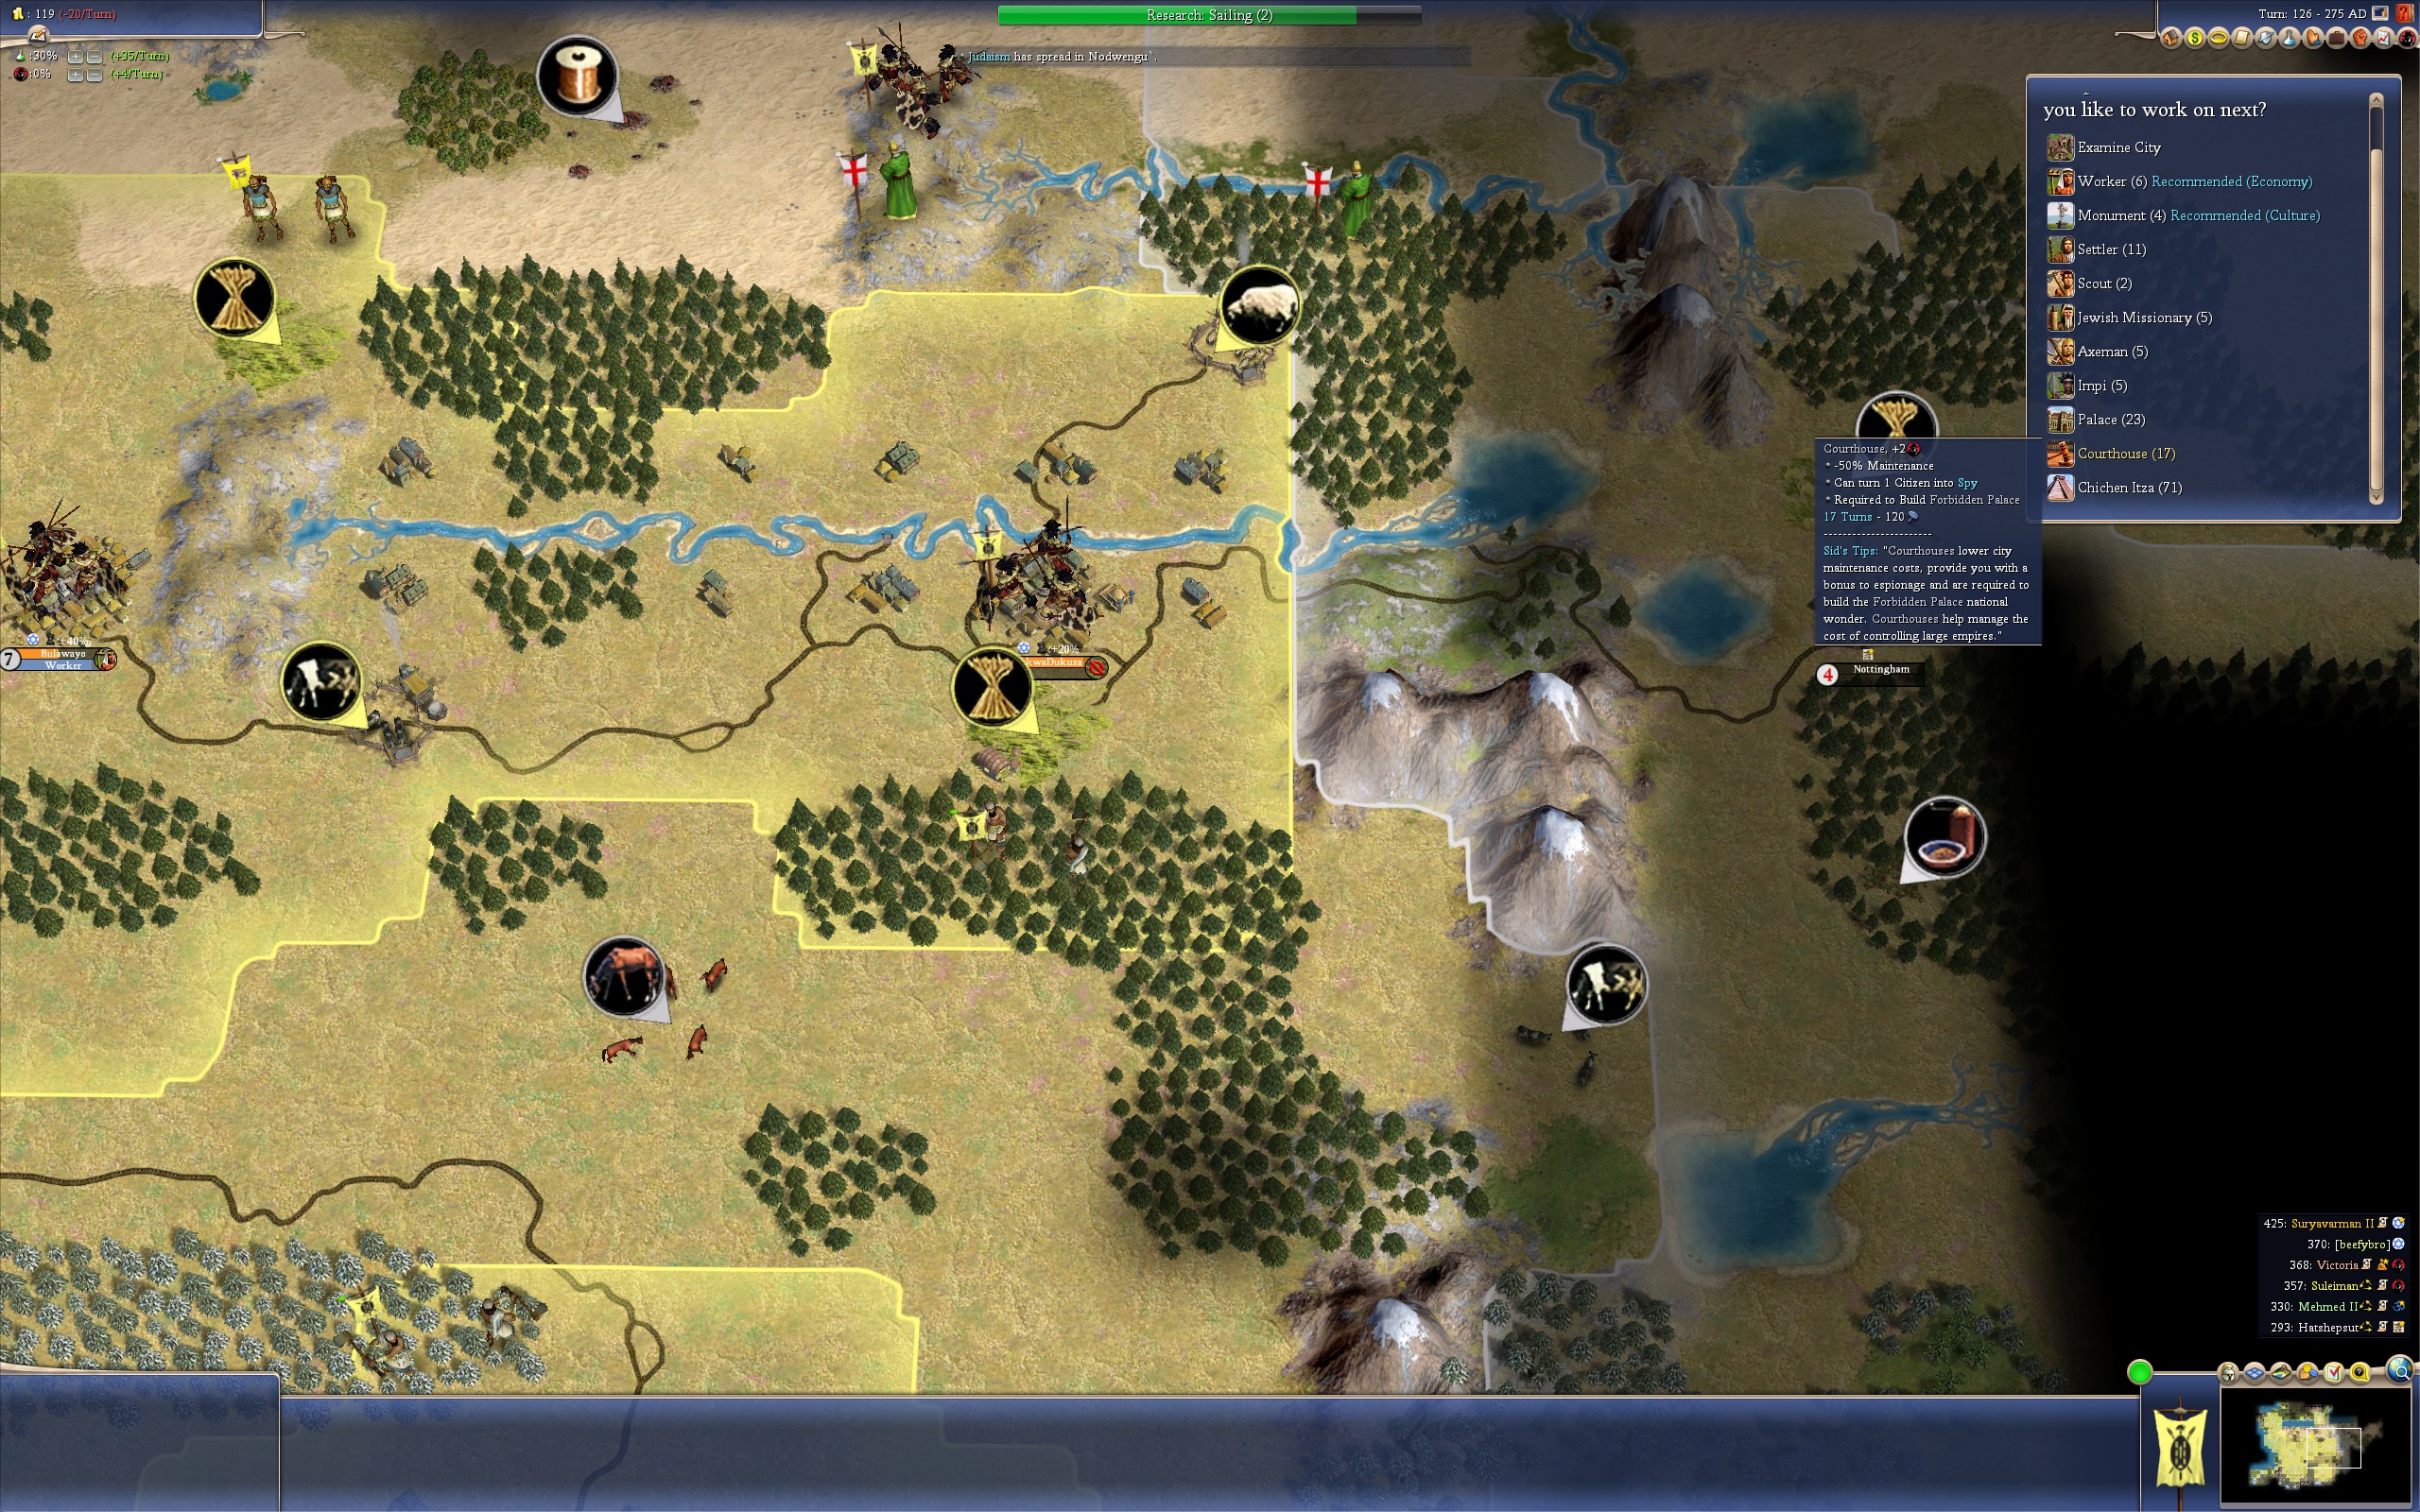 : 119 (-20/Turn)
Research: Sailing (2)
Turn: 126 - 275 AD
:30% (+35/Turn)
:0% (+4/Turn)
Judaism has spread in Nodwengu`.
you like to work on next?
Examine City
Worker (6) Recommended (Economy)
Monument (4) Recommended (Culture)
Settler (11)
Scout (2)
Jewish Missionary (5)
Axeman (5)
Impi (5)
Palace (23)
Courthouse (17)
Chichen Itza (71)
Courthouse, +2
* -50% Maintenance
* Can turn 1 Citizen into Spy
* Required to Build Forbidden Palace
17 Turns - 120
------------------------
Sid's Tips: "Courthouses lower city
maintenance costs, provide you with a
bonus to espionage and are required to
build the Forbidden Palace national
wonder. Courthouses help manage the
cost of controlling large empires."
+40%
7 Bulawayo
Worker
+20%
kwaDukuza
4 Nottingham
425: Suryavarman II
370: [beefybro]
368: Victoria
357: Suleiman
330: Mehmed II
293: Hatshepsut